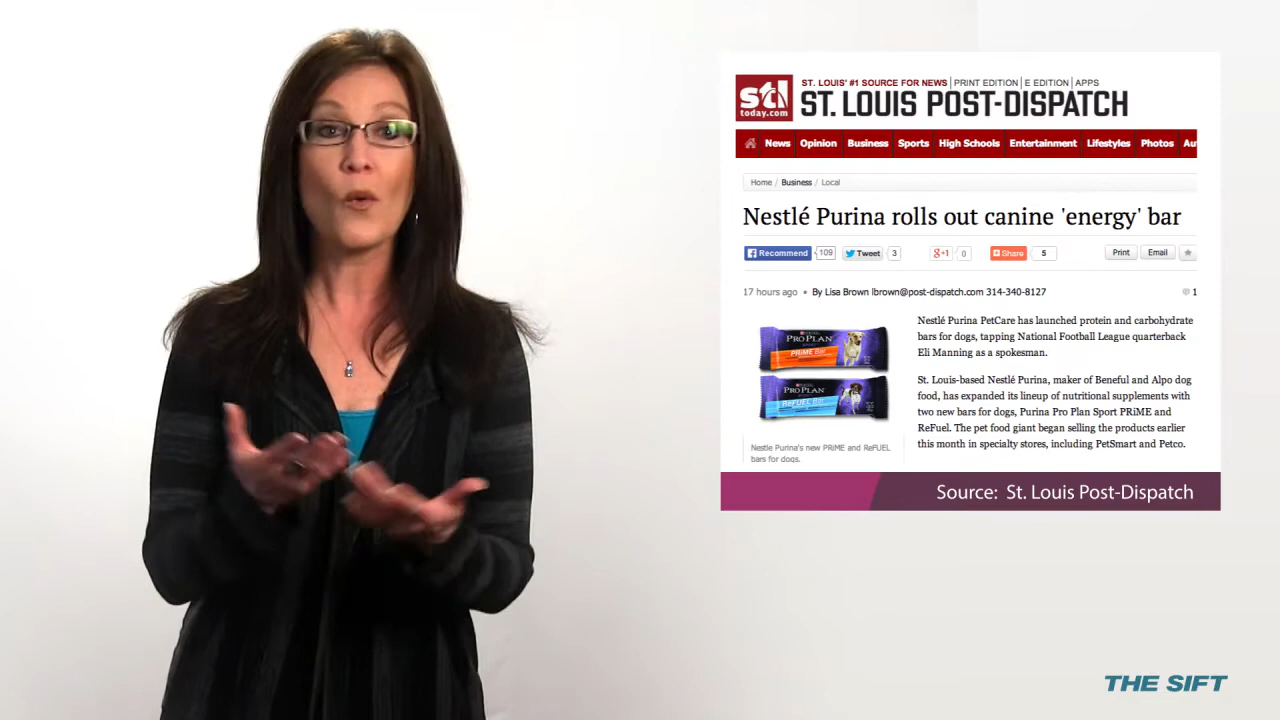 stl
today.com
ST. LOUIS' #1 SOURCE FOR NEWS | PRINT EDITION | E EDITION | APPS
ST. LOUIS POST-DISPATCH
News Opinion Business Sports High Schools Entertainment Lifestyles Photos Au
Home / Business / Local
Nestlé Purina rolls out canine 'energy' bar
Recommend 109 Tweet 3 g+1 0 Share 5 Print Email
17 hours ago • By Lisa Brown lbrown@post-dispatch.com 314-340-8127 1
PRO PLAN
PRiME Bar
PRO PLAN
ReFUEL Bar
Nestle Purina's new PRiME and ReFUEL
bars for dogs.
Nestlé Purina PetCare has launched protein and carbohydrate
bars for dogs, tapping National Football League quarterback
Eli Manning as a spokesman.
St. Louis-based Nestlé Purina, maker of Beneful and Alpo dog
food, has expanded its lineup of nutritional supplements with
two new bars for dogs, Purina Pro Plan Sport PRiME and
ReFuel. The pet food giant began selling the products earlier
this month in specialty stores, including PetSmart and Petco.
Source: St. Louis Post-Dispatch
THE SIFT